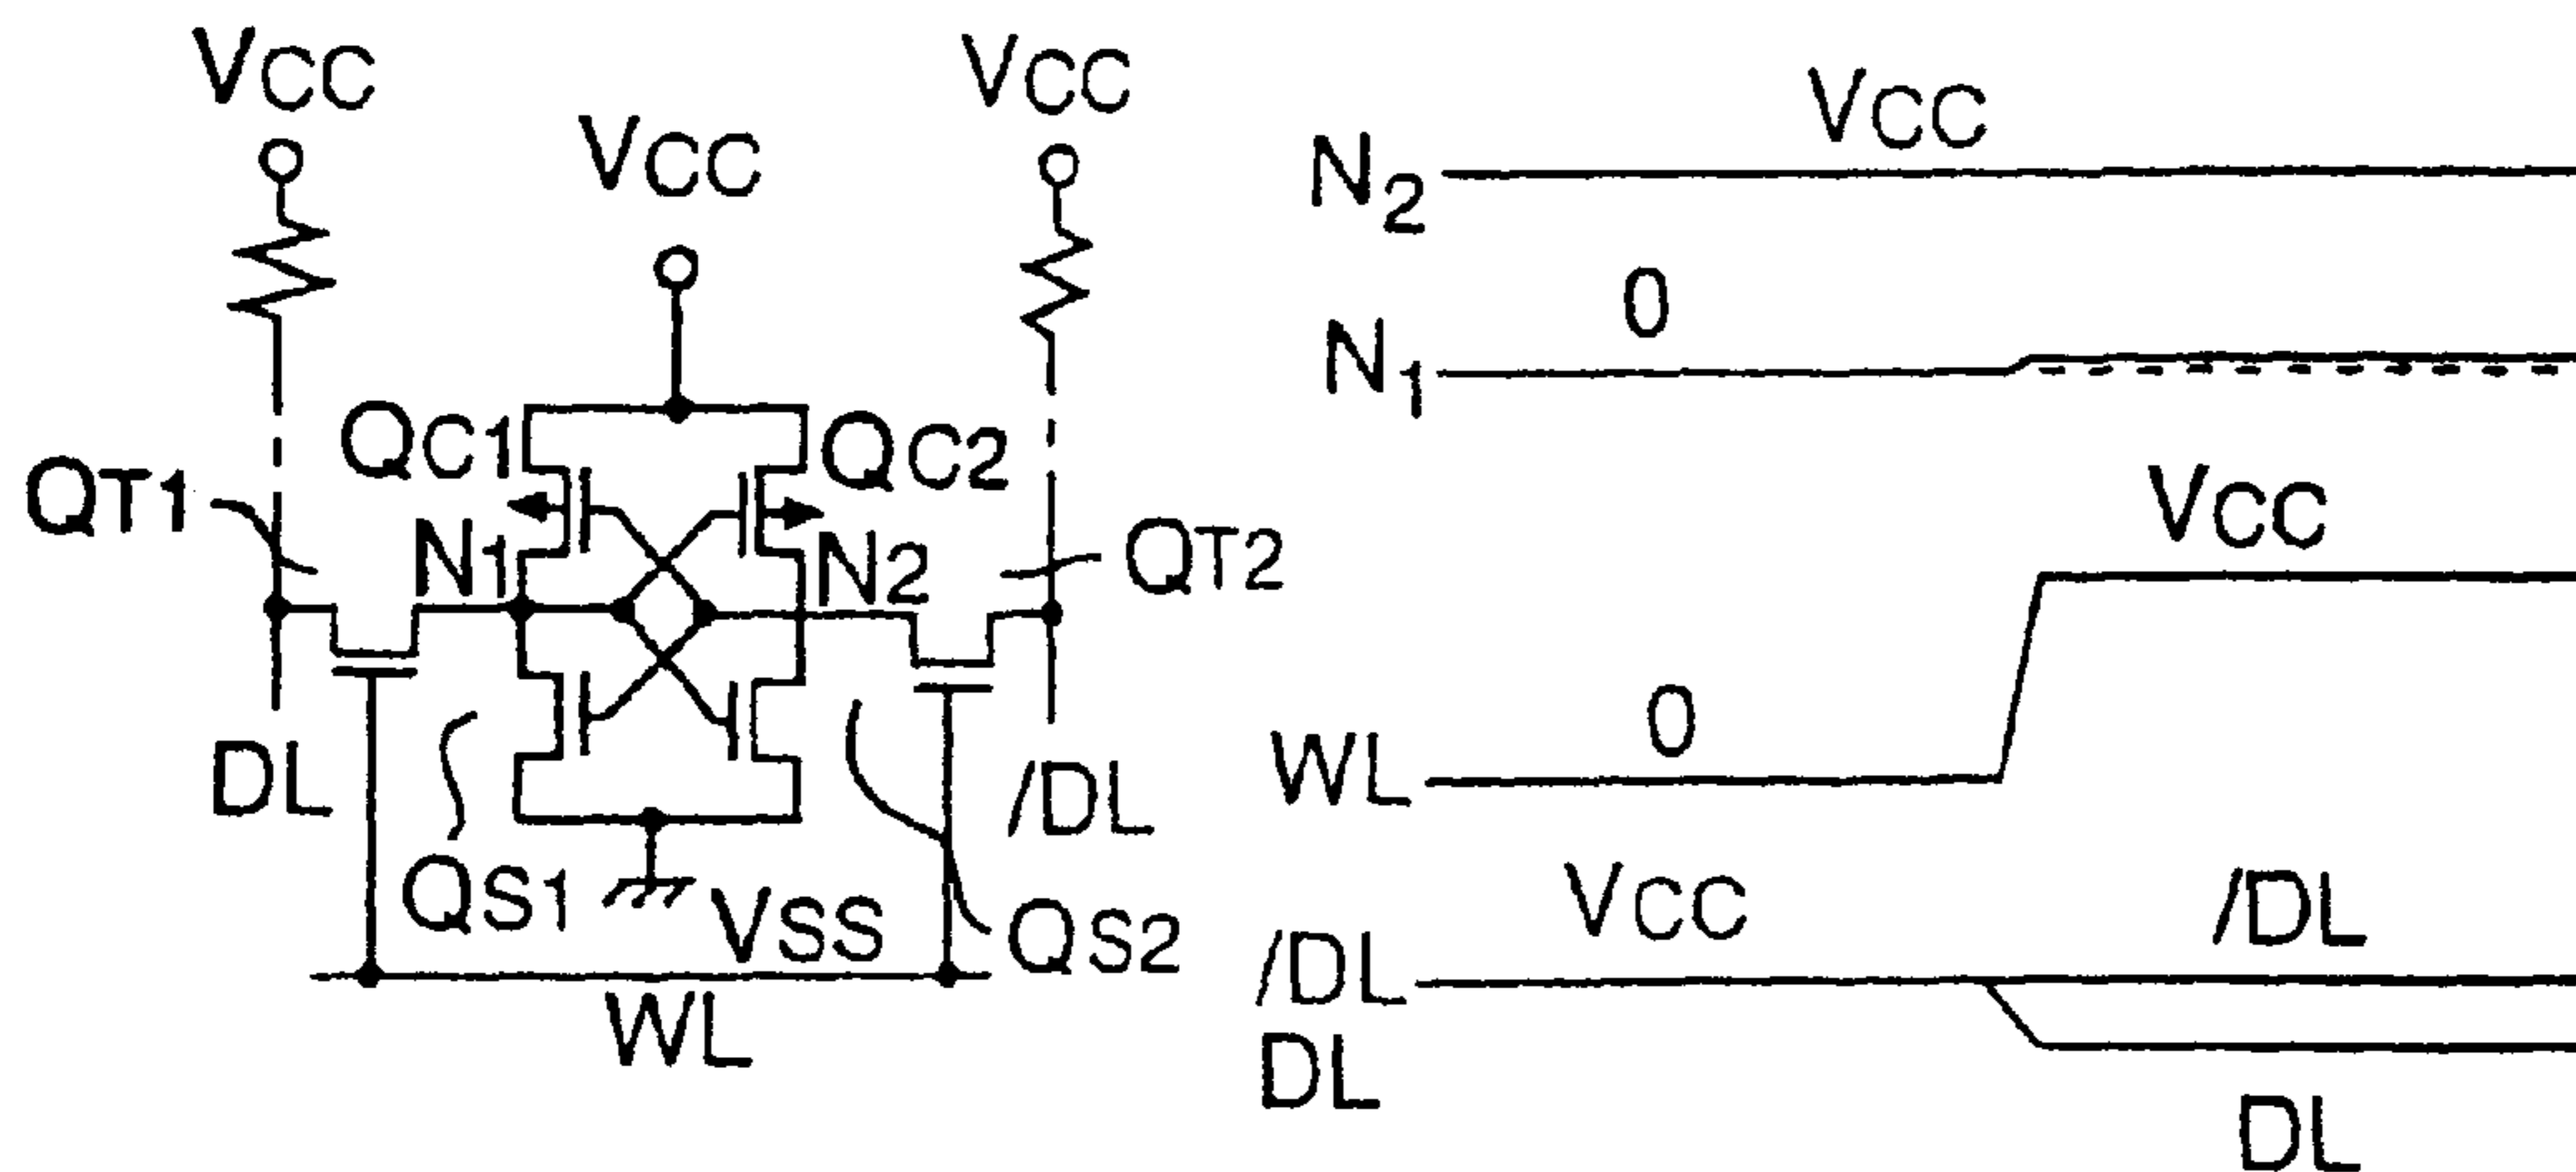 VCC
VCC
VCC
QC1
QC2
QT1
N1
N2
QT2
DL
/DL
QS1
VSS
QS2
WL
VCC
N2
0
N1
VCC
0
WL
VCC
/DL
/DL
DL
DL